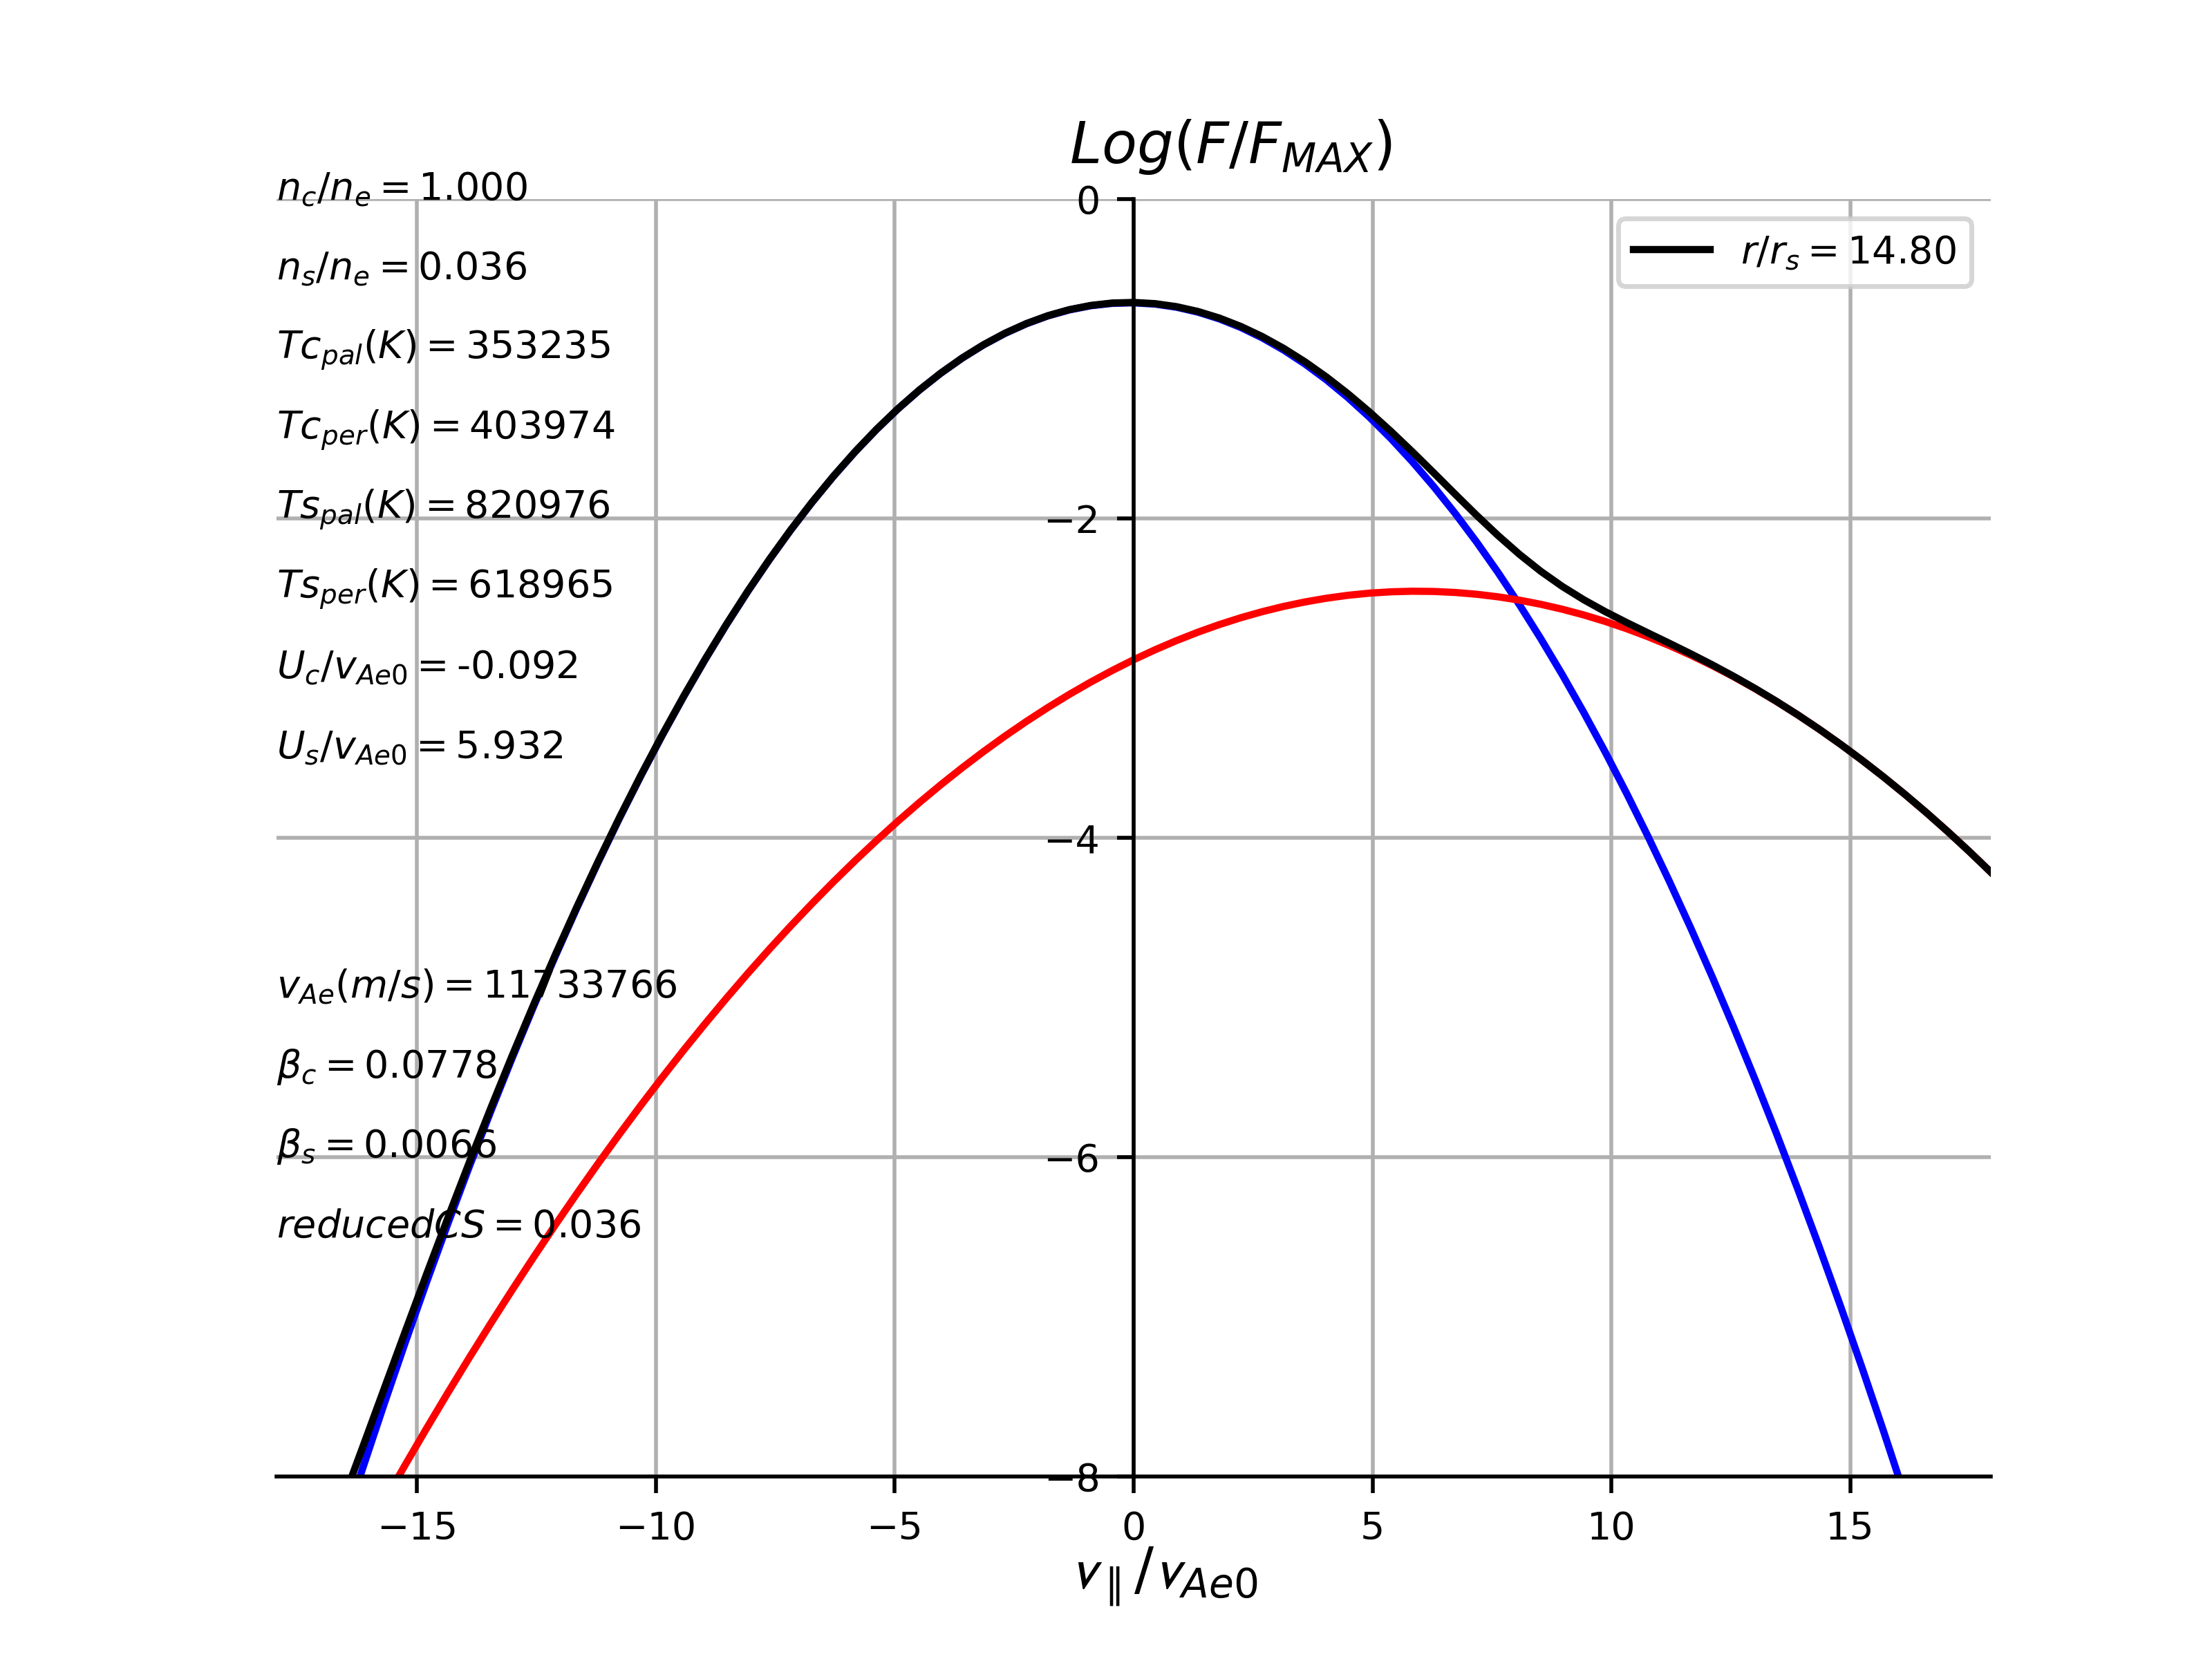 Log(F/F_MAX)
n_c/n_e = 1.000
0
r/r_s = 14.80
n_s/n_e = 0.036
Tc_pal(K) = 353235
Tc_per(K) = 403974
Ts_pal(K) = 820976
−2
Ts_per(K) = 618965
U_c/v_Ae0 = -0.092
U_s/v_Ae0 = 5.932
−4
v_Ae(m/s) = 11733766
β_c = 0.0778
β_s = 0.0066
−6
reducedCS = 0.036
−8
−15 −10 −5 0 5 10 15
v_∥/v_Ae0